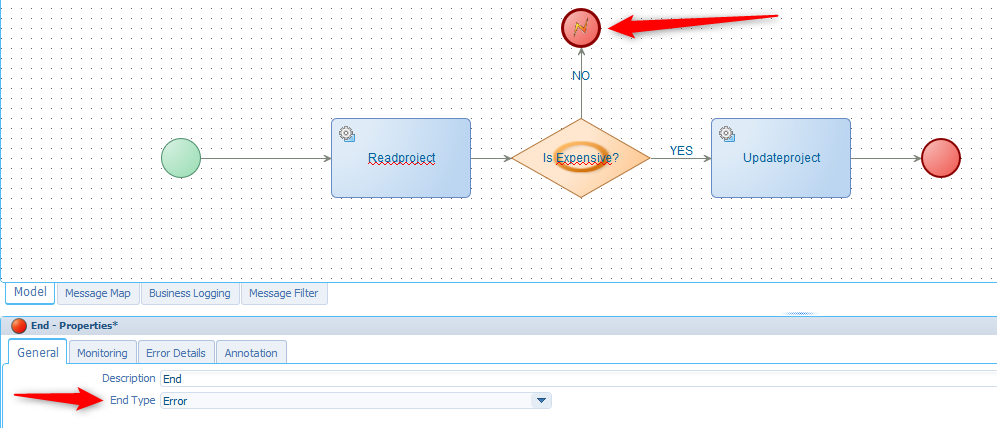 NO
Readproject
Is Expensive?
YES
Updateproject
Model
Message Map
Business Logging
Message Filter
End - Properties*
General
Monitoring
Error Details
Annotation
Description End
End Type Error